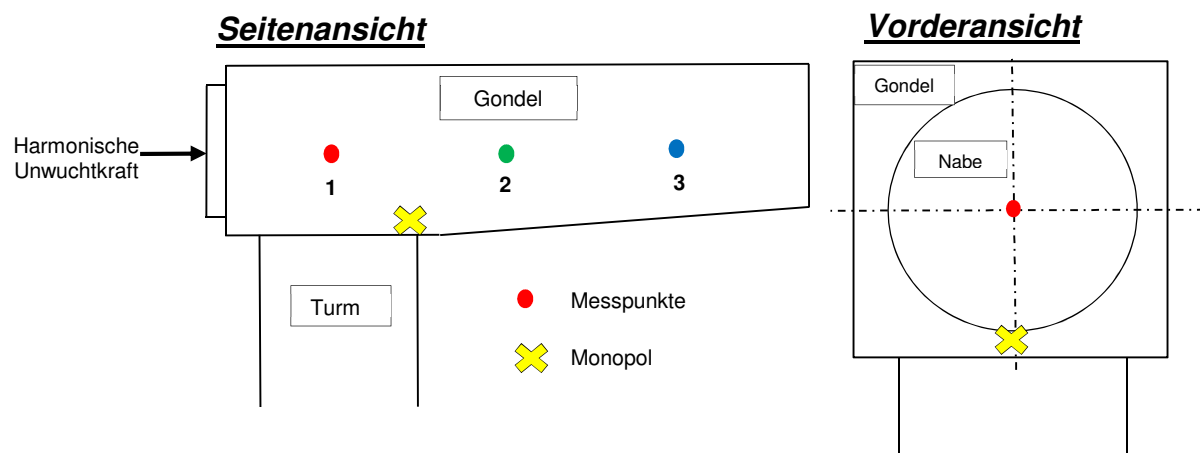 Seitenansicht
Gondel
Harmonische
Unwuchtkraft
1
2
3
Turm
Messpunkte
Monopol
Vorderansicht
Gondel
Nabe